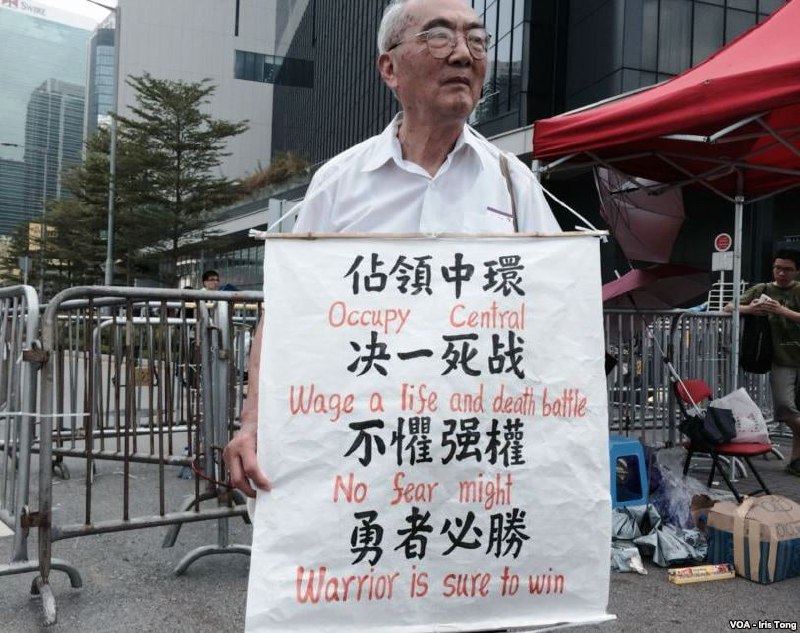 SWIRE
佔領中環
Occupy Central
决一死战
Wage a life and death battle
不懼强權
No fear might
勇者必勝
Warrior is sure to win
VOA - Iris Tong